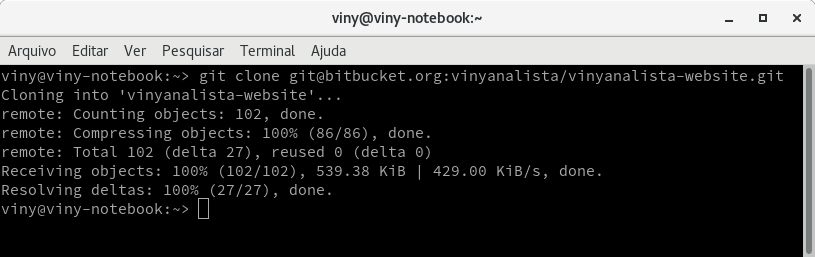 viny@viny-notebook:~
Arquivo Editar Ver Pesquisar Terminal Ajuda
viny@viny-notebook:~> git clone git@bitbucket.org:vinyanalista/vinyanalista-website.git
Cloning into 'vinyanalista-website'...
remote: Counting objects: 102, done.
remote: Compressing objects: 100% (86/86), done.
remote: Total 102 (delta 27), reused 0 (delta 0)
Receiving objects: 100% (102/102), 539.38 KiB | 429.00 KiB/s, done.
Resolving deltas: 100% (27/27), done.
viny@viny-notebook:~>